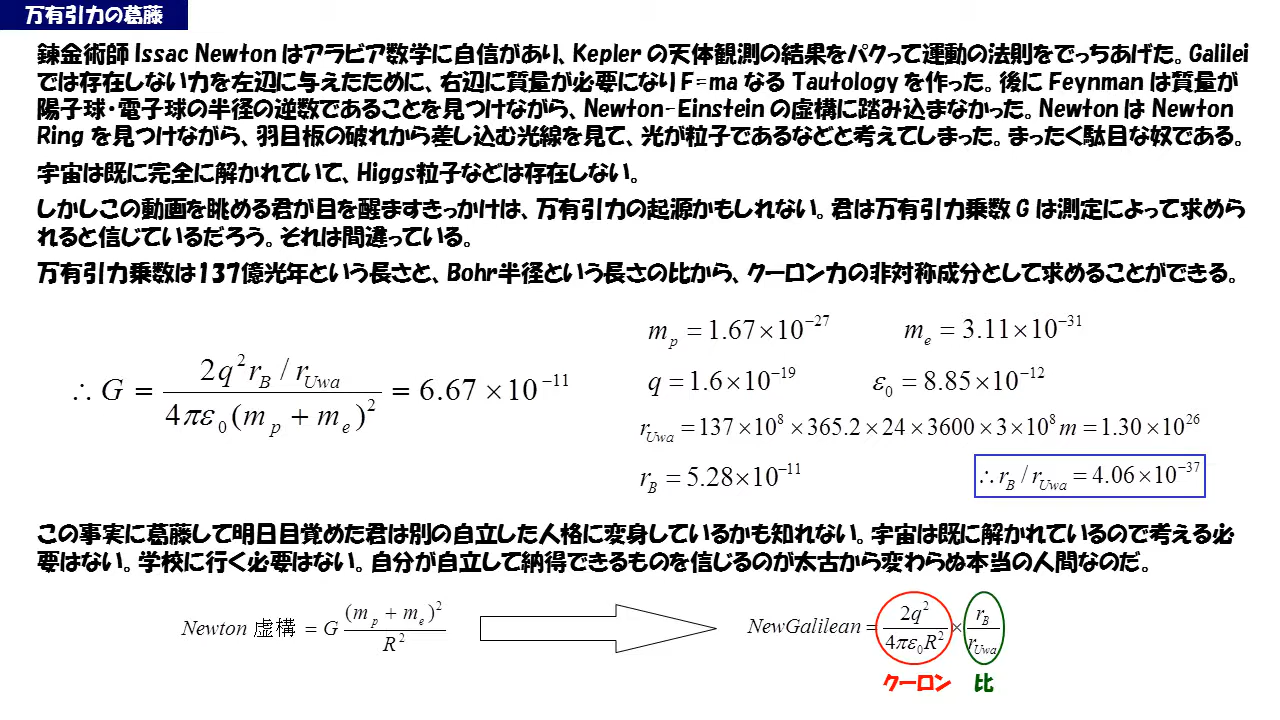 万有引力の葛藤
錬金術師 Issac Newton はアラビア数学に自信があり、Kepler の天体観測の結果をパクって運動の法則をでっちあげた。Galilei
では存在しない力を左辺に与えたために、右辺に質量が必要になり F=ma なる Tautology を作った。後に Feynman は質量が
陽子球・電子球の半径の逆数であることを見つけながら、Newton-Einstein の虚構に踏み込まなかった。Newton は Newton
Ring を見つけながら、羽目板の破れから差し込む光線を見て、光が粒子であるなどと考えてしまった。まったく駄目な奴である。
宇宙は既に完全に解かれていて、Higgs粒子などは存在しない。
しかしこの動画を眺める君が目を醒ますきっかけは、万有引力の起源かもしれない。君は万有引力乗数 G は測定によって求めら
れると信じているだろう。それは間違っている。
万有引力乗数は137億光年という長さと、Bohr半径という長さの比から、クーロン力の非対称成分として求めることができる。
∴ G = 2q² r_B / r_Uwa / 4πε₀(m_p + m_e)² = 6.67 × 10⁻¹¹
m_p = 1.67×10⁻²⁷ m_e = 3.11×10⁻³¹
q = 1.6×10⁻¹⁹ ε₀ = 8.85×10⁻¹²
r_Uwa = 137×10⁸×365.2×24×3600×3×10⁸ m = 1.30×10²⁶
r_B = 5.28×10⁻¹¹ ∴ r_B / r_Uwa = 4.06×10⁻³⁷
この事実に葛藤して明日目覚めた君は別の自立した人格に変身しているかも知れない。宇宙は既に解かれているので考える必
要はない。学校に行く必要はない。自分が自立して納得できるものを信じるのが太古から変わらぬ本当の人間なのだ。
Newton 虚構 = G (m_p + m_e)² / R² NewGalilean = 2q² / 4πε₀R² × r_B / r_Uwa
クーロン 比